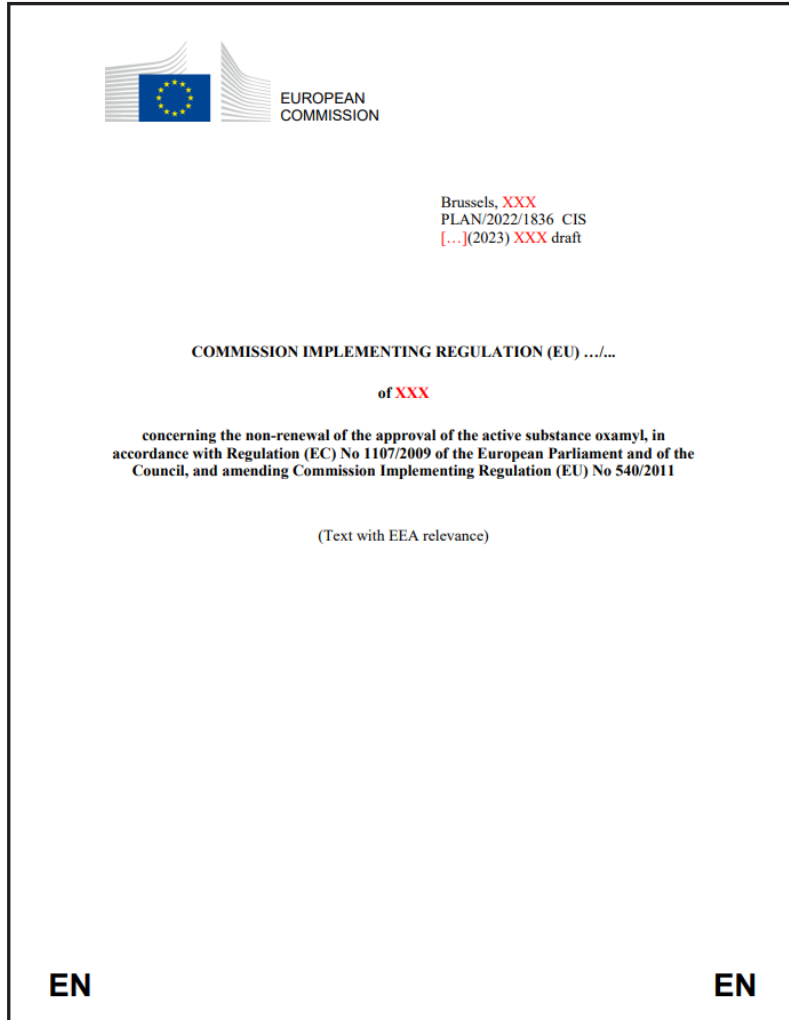 EUROPEAN
COMMISSION
Brussels, XXX
PLAN/2022/1836 CIS
[…](2023) XXX draft
COMMISSION IMPLEMENTING REGULATION (EU) …/...
of XXX
concerning the non-renewal of the approval of the active substance oxamyl, in
accordance with Regulation (EC) No 1107/2009 of the European Parliament and of the
Council, and amending Commission Implementing Regulation (EU) No 540/2011
(Text with EEA relevance)
EN EN